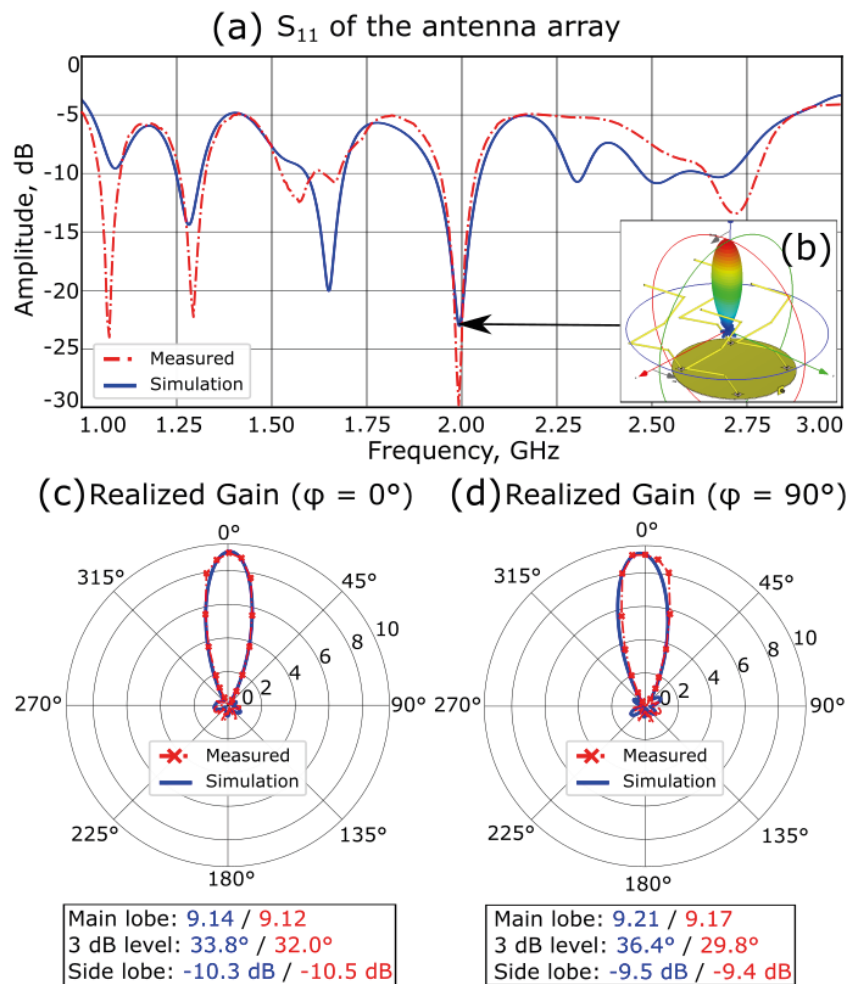 (a) S₁₁ of the antenna array
0
-5
-10
-15
-20
-25
-30
Amplitude, dB
(b)
Measured
Simulation
1.00 1.25 1.50 1.75 2.00 2.25 2.50 2.75 3.00
Frequency, GHz
(c) Realized Gain (φ = 0°)
0°
315° 45°
10
8
6
4
2
0
270° 90°
Measured
Simulation
225° 135°
180°
Main lobe: 9.14 / 9.12
3 dB level: 33.8° / 32.0°
Side lobe: -10.3 dB / -10.5 dB
(d) Realized Gain (φ = 90°)
0°
315° 45°
10
8
6
4
2
0
270° 90°
Measured
Simulation
225° 135°
180°
Main lobe: 9.21 / 9.17
3 dB level: 36.4° / 29.8°
Side lobe: -9.5 dB / -9.4 dB